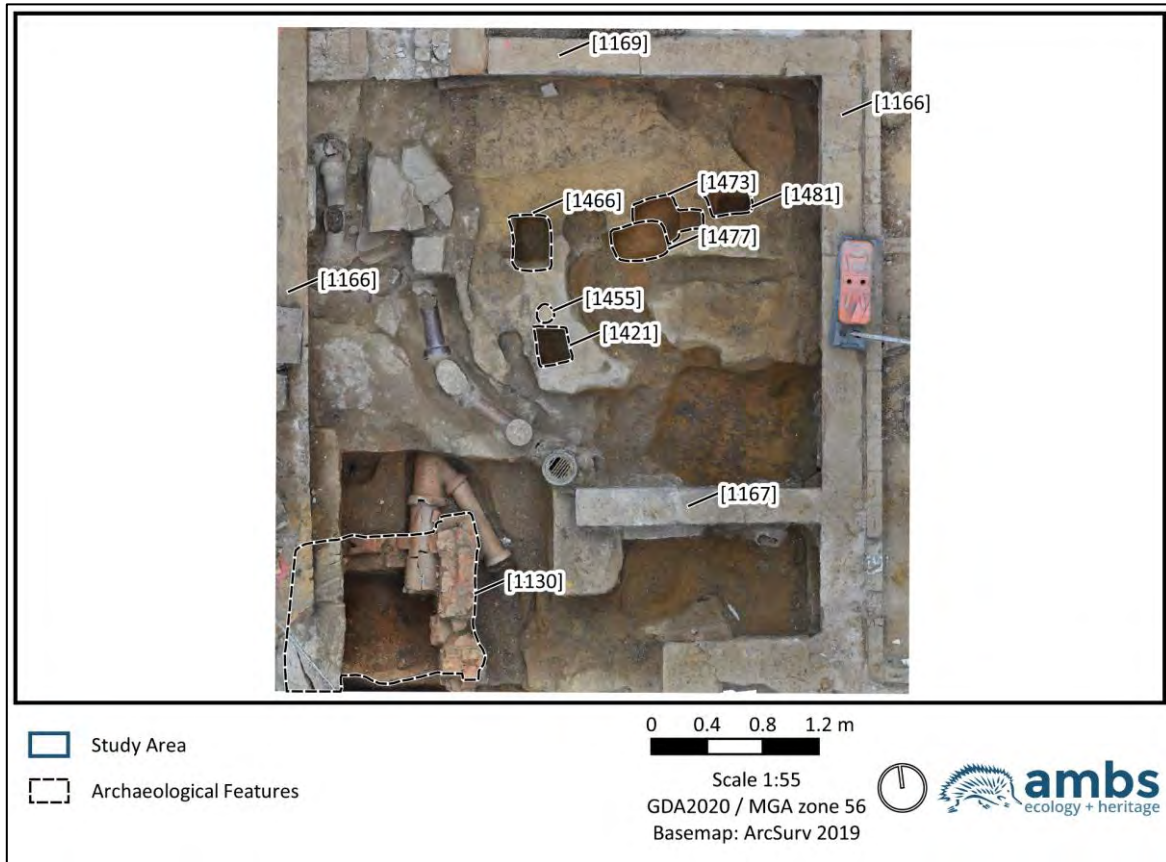 [1169]
[1166]
[1473]
[1466]
[1481]
[1477]
[1166]
[1455]
[1421]
[1167]
[1130]
Study Area
Archaeological Features
0 0.4 0.8 1.2 m
Scale 1:55
GDA2020 / MGA zone 56
Basemap: ArcSurv 2019
ambs
ecology + heritage